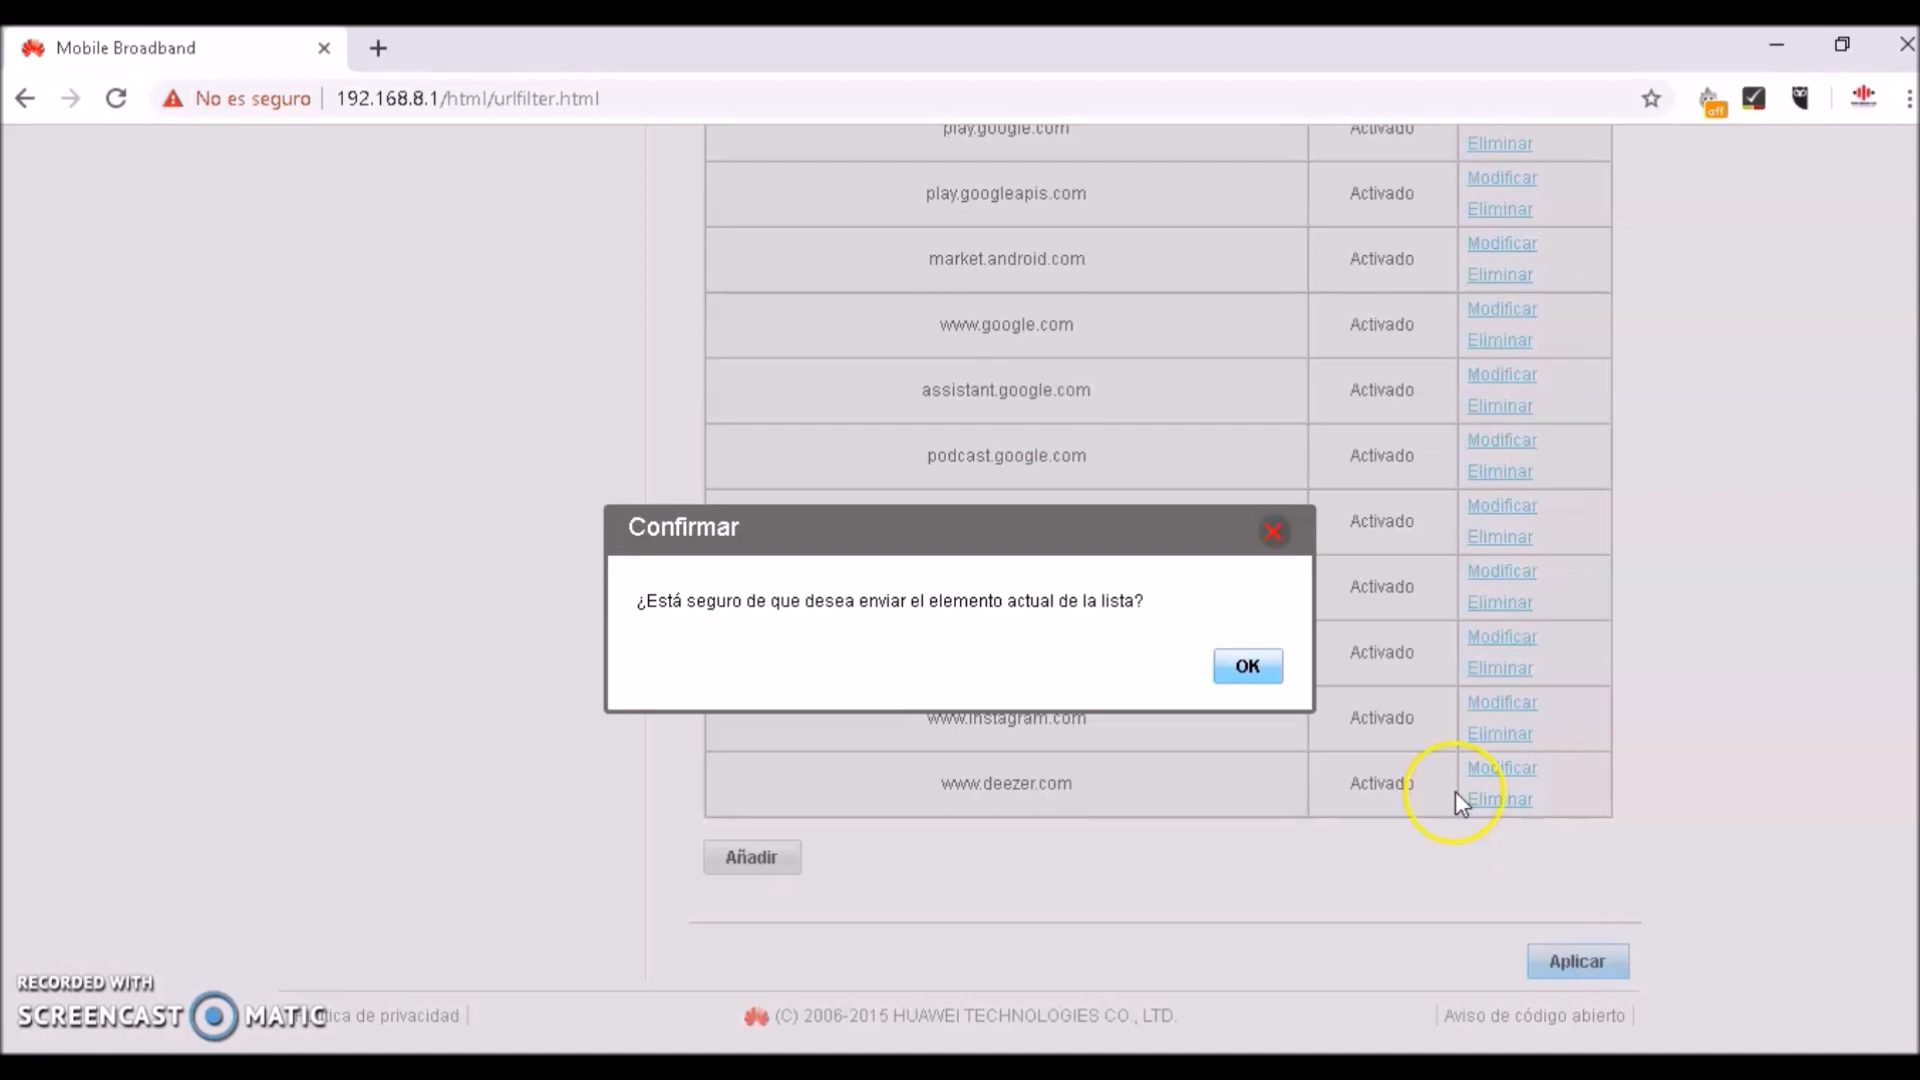 Mobile Broadband
No es seguro
192.168.8.1/html/urlfilter.html
off
play.google.com Activado
Eliminar
play.googleapis.com Activado Modificar
Eliminar
market.android.com Activado Modificar
Eliminar
www.google.com Activado Modificar
Eliminar
assistant.google.com Activado Modificar
Eliminar
podcast.google.com Activado Modificar
Eliminar
Activado Modificar
Eliminar
Activado Modificar
Eliminar
Activado Modificar
Eliminar
Confirmar
¿Está seguro de que desea enviar el elemento actual de la lista?
OK
www.instagram.com Activado Modificar
Eliminar
www.deezer.com Activado Modificar
Eliminar
Añadir
Aplicar
RECORDED WITH
SCREENCAST MATIC
de privacidad
(C) 2006-2015 HUAWEI TECHNOLOGIES CO., LTD.
Aviso de código abierto